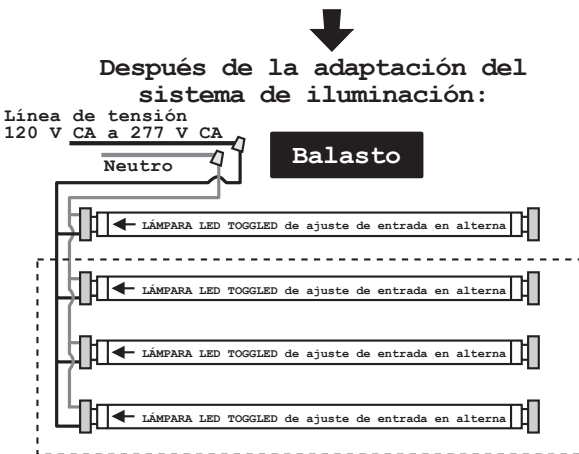 Después de la adaptación del
sistema de iluminación:
Línea de tensión
120 V CA a 277 V CA
Balasto
Neutro
LÁMPARA LED TOGGLED de ajuste de entrada en alterna
LÁMPARA LED TOGGLED de ajuste de entrada en alterna
LÁMPARA LED TOGGLED de ajuste de entrada en alterna
LÁMPARA LED TOGGLED de ajuste de entrada en alterna